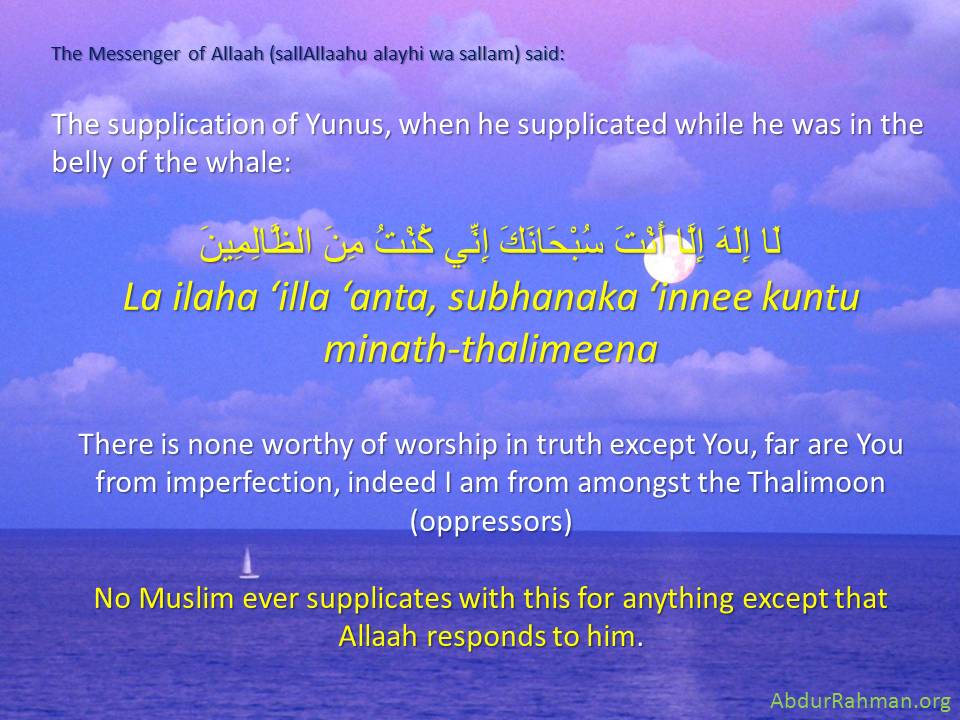 The Messenger of Allaah (sallAllaahu alayhi wa sallam) said:
The supplication of Yunus, when he supplicated while he was in the
belly of the whale:
لَا إِلَهَ إِلَّا أَنْتَ سُبْحَانَكَ إِنِّي كُنْتُ مِنَ الظَّالِمِينَ
La ilaha ‘illa ‘anta, subhanaka ‘innee kuntu
minath-thalimeena
There is none worthy of worship in truth except You, far are You
from imperfection, indeed I am from amongst the Thalimoon
(oppressors)
No Muslim ever supplicates with this for anything except that
Allaah responds to him.
AbdurRahman.org